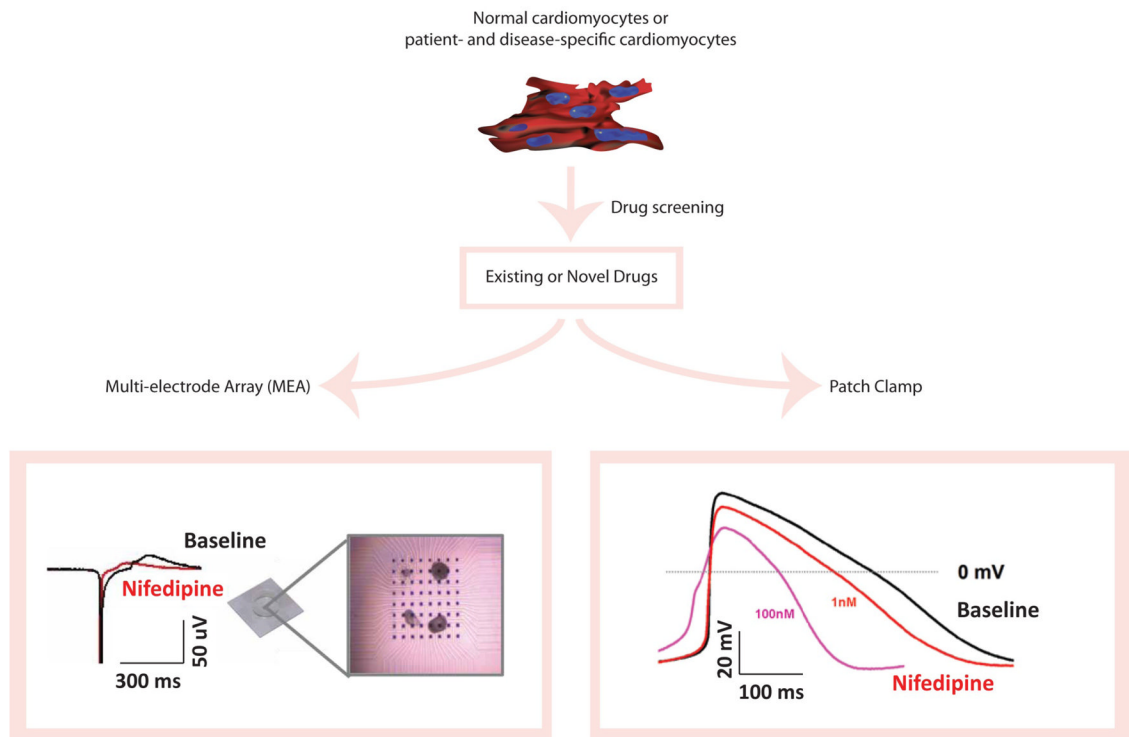 Normal cardiomyocytes or
patient- and disease-specific cardiomyocytes
Drug screening
Existing or Novel Drugs
Multi-electrode Array (MEA)
Patch Clamp
Baseline
Nifedipine
50 uV
300 ms
0 mV
Baseline
1nM
100nM
20 mV
100 ms
Nifedipine